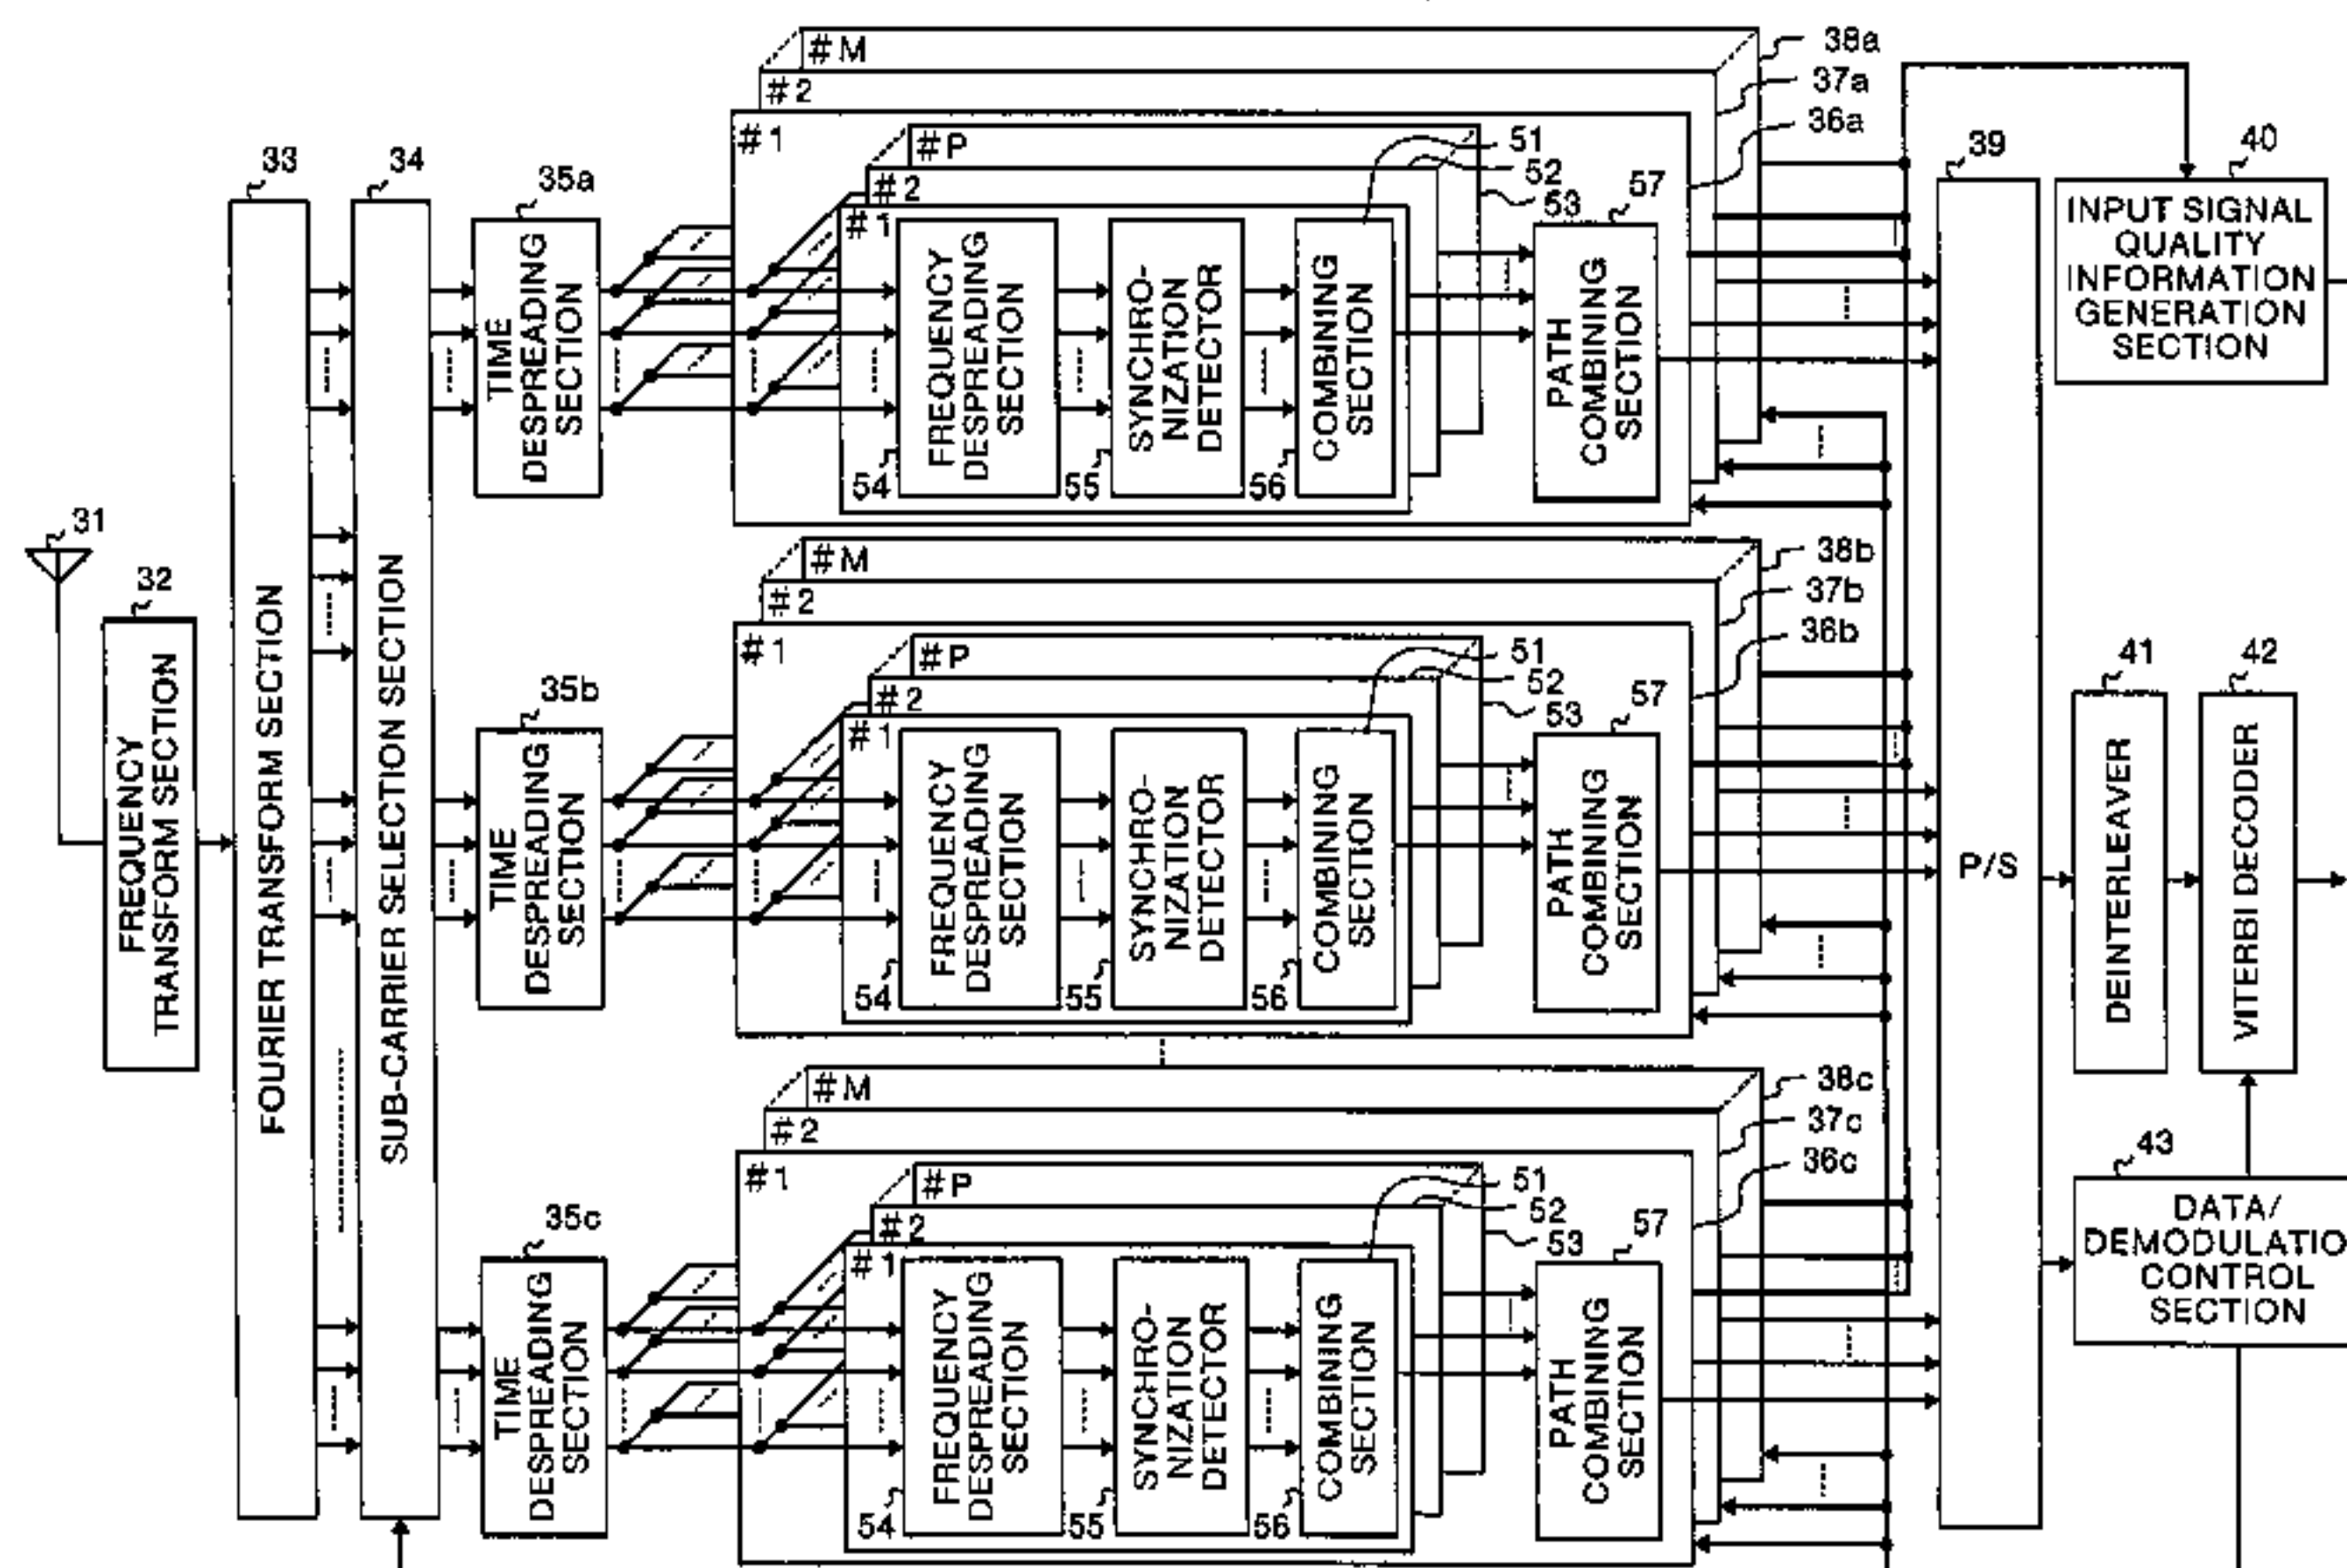 31
32
FREQUENCY
TRANSFORM SECTION
33
FOURIER TRANSFORM SECTION
34
SUB-CARRIER SELECTION SECTION
35a
TIME
DESPREADING
SECTION
#M
#2
#1
#P
#2
#1
FREQUENCY
DESPREADING
SECTION
54
SYNCHRO-
NIZATION
DETECTOR
55
COMBINING
SECTION
56
51
52
53
57
PATH
COMBINING
SECTION
38a
37a
36a
35b
TIME
DESPREADING
SECTION
#M
#2
#1
#P
#2
#1
FREQUENCY
DESPREADING
SECTION
54
SYNCHRO-
NIZATION
DETECTOR
55
COMBINING
SECTION
56
51
52
53
57
PATH
COMBINING
SECTION
38b
37b
36b
35c
TIME
DESPREADING
SECTION
#M
#2
#1
#P
#2
#1
FREQUENCY
DESPREADING
SECTION
54
SYNCHRO-
NIZATION
DETECTOR
55
COMBINING
SECTION
56
51
52
53
57
PATH
COMBINING
SECTION
38c
37c
36c
39
P/S
40
INPUT SIGNAL
QUALITY
INFORMATION
GENERATION
SECTION
41
DEINTERLEAVER
42
VITERBI DECODER
43
DATA/
DEMODULATIO
CONTROL
SECTION